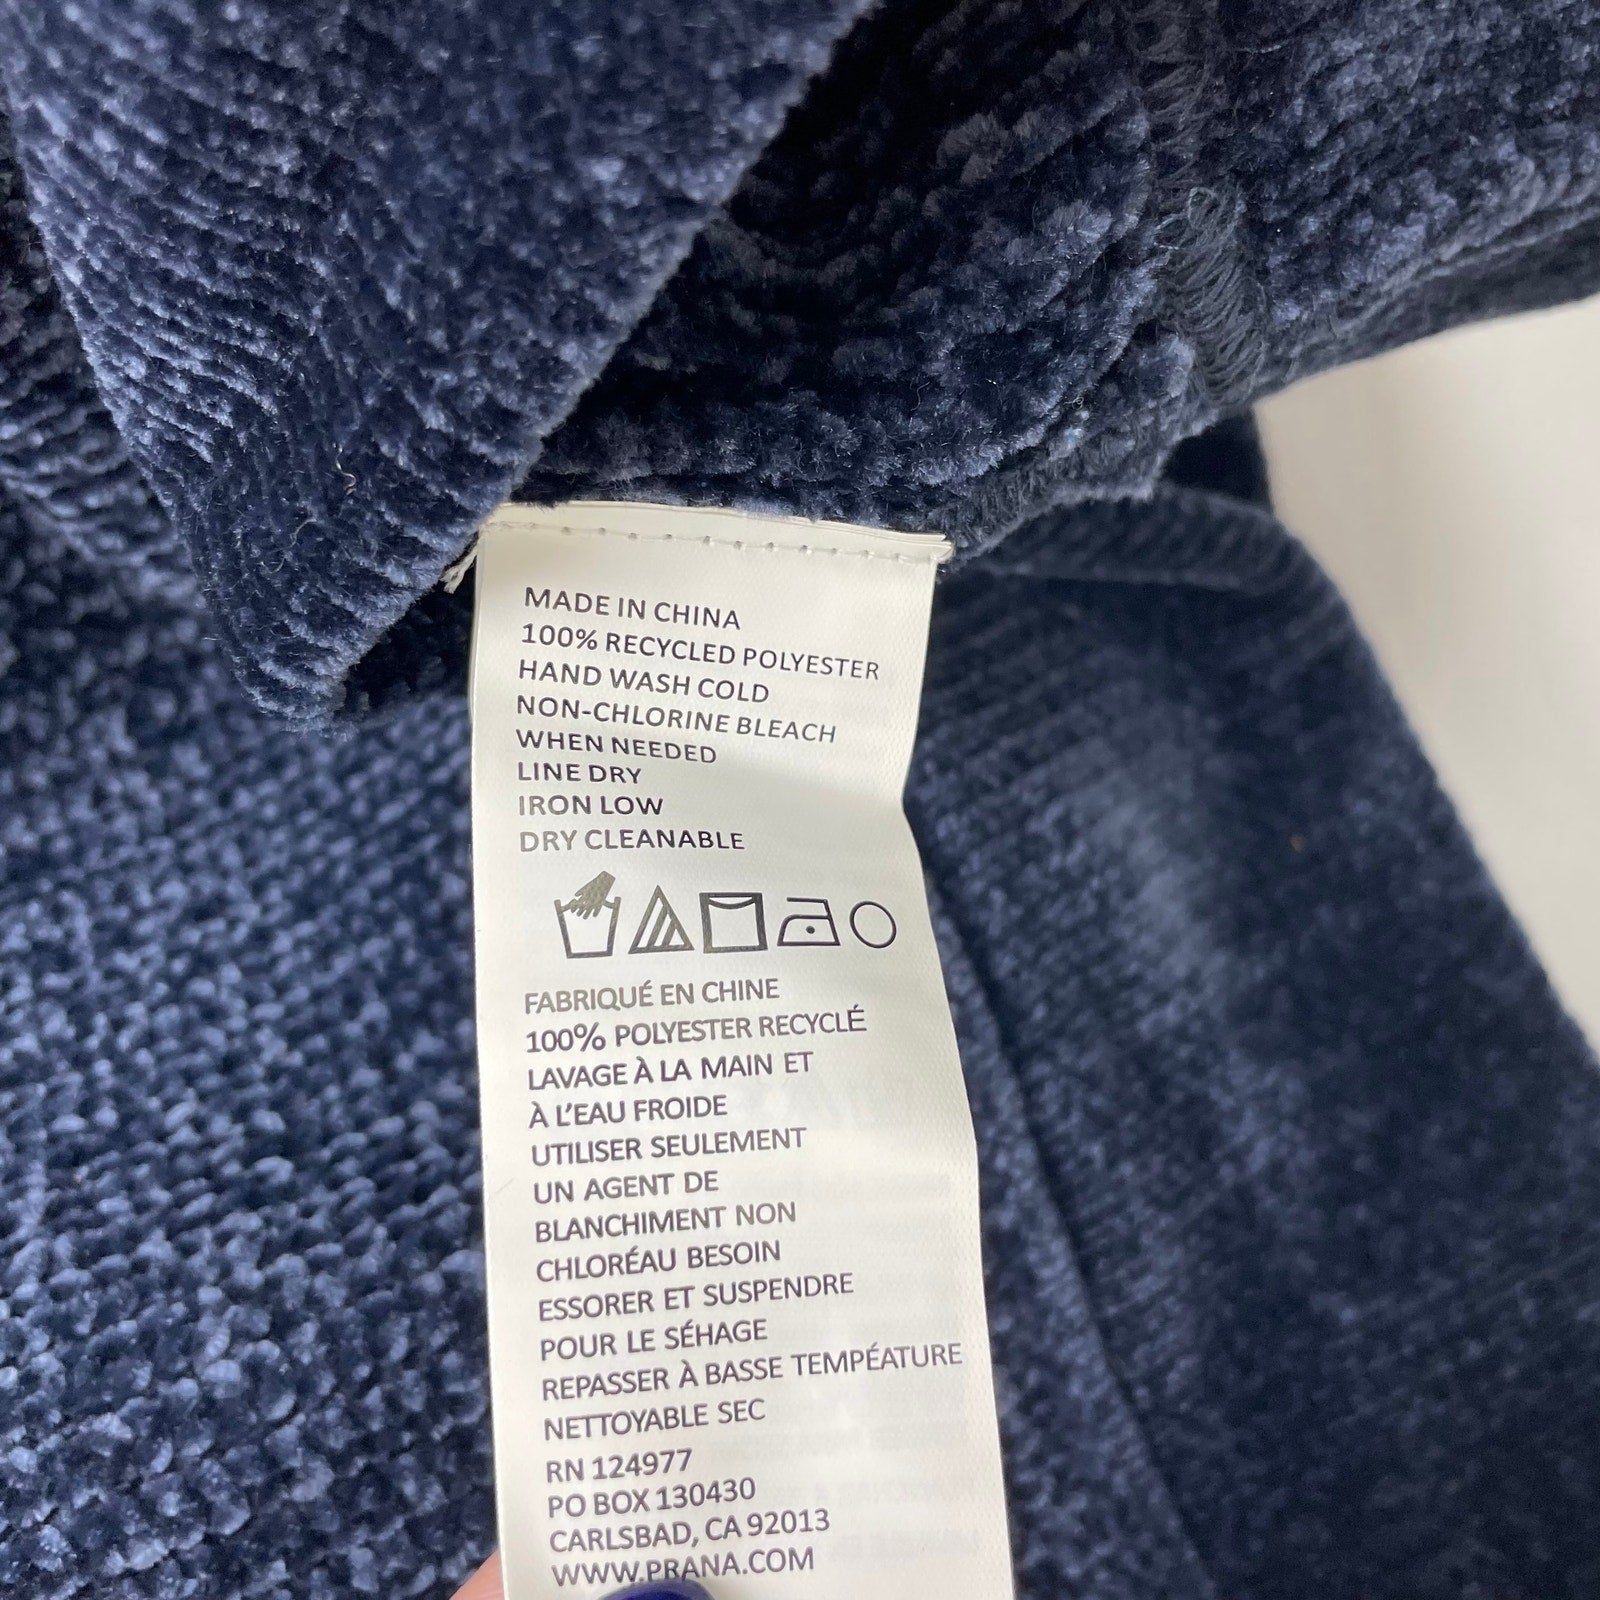 MADE IN CHINA
100% RECYCLED POLYESTER
HAND WASH COLD
NON-CHLORINE BLEACH
WHEN NEEDED
LINE DRY
IRON LOW
DRY CLEANABLE
FABRIQUÉ EN CHINE
100% POLYESTER RECYCLÉ
LAVAGE À LA MAIN ET
À L'EAU FROIDE
UTILISER SEULEMENT
UN AGENT DE
BLANCHIMENT NON
CHLORÉAU BESOIN
ESSORER ET SUSPENDRE
POUR LE SÉHAGE
REPASSER À BASSE TEMPÉATURE
NETTOYABLE SEC
RN 124977
PO BOX 130430
CARLSBAD, CA 92013
WWW.PRANA.COM